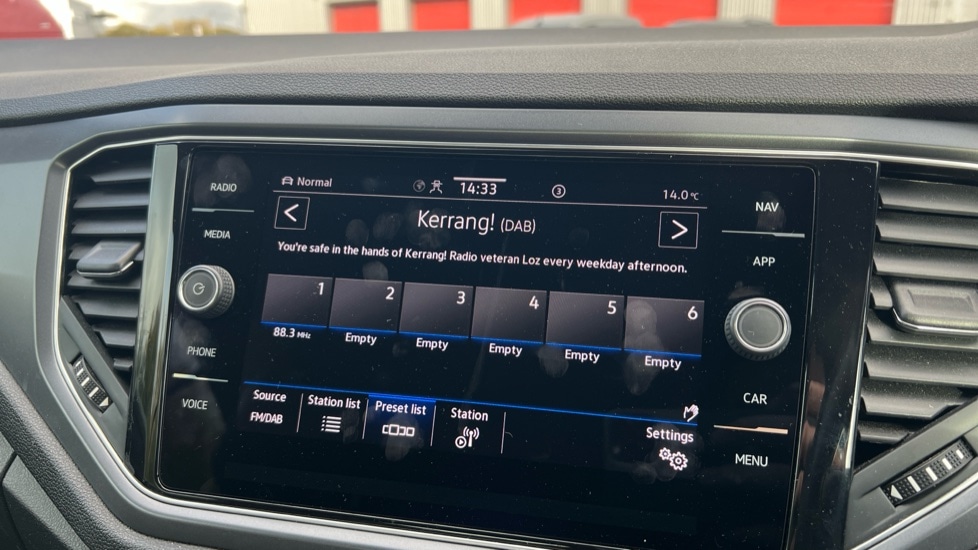 RADIO
MEDIA
PHONE
VOICE
Normal
14:33
3
14.0°C
<
Kerrang! (DAB)
>
You're safe in the hands of Kerrang! Radio veteran Loz every weekday afternoon.
1 2 3 4 5 6
88.3 MHz Empty Empty Empty Empty Empty
Source Station list Preset list Station Settings
FM/DAB
NAV
APP
CAR
MENU